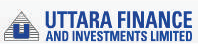 UTTARA FINANCE
AND INVESTMENTS LIMITED